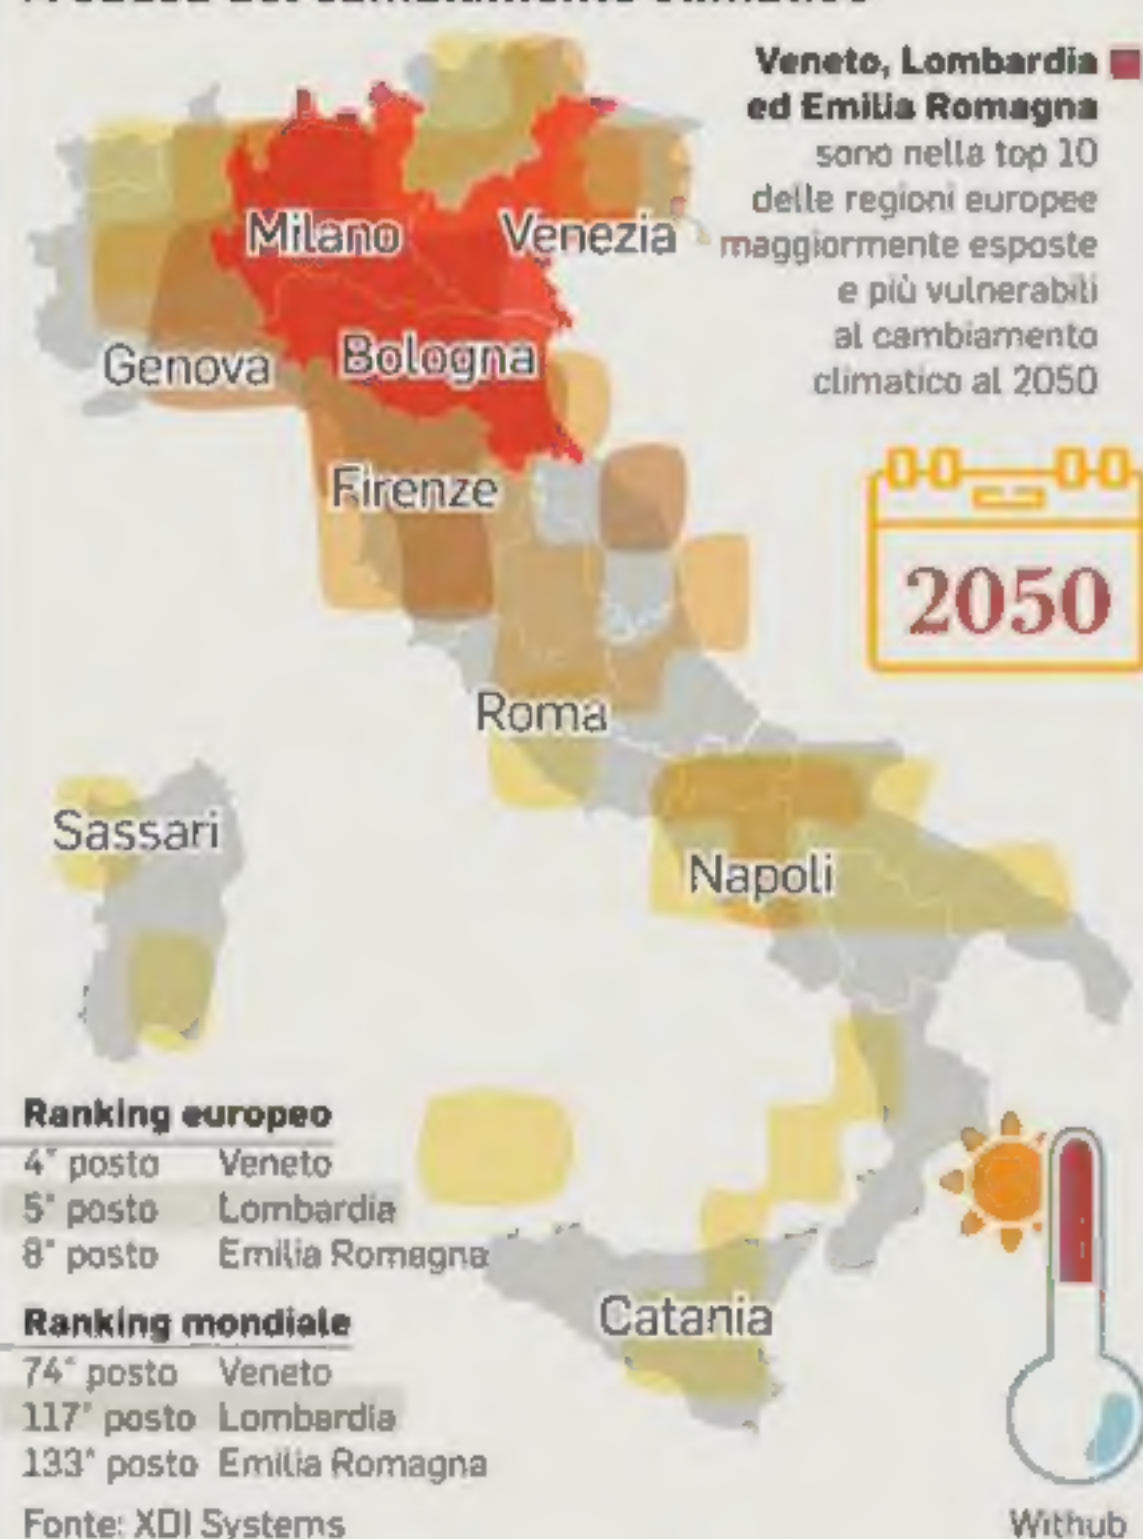 Veneto, Lombardia
ed Emilia Romagna
sono nella top 10
delle regioni europee
maggiormente esposte
e più vulnerabili
al cambiamento
climatico al 2050
Milano
Venezia
Genova
Bologna
Firenze
2050
Roma
Sassari
Napoli
Catania
Ranking europeo
4° posto Veneto
5° posto Lombardia
8° posto Emilia Romagna
Ranking mondiale
74° posto Veneto
117° posto Lombardia
133° posto Emilia Romagna
Fonte: XDI Systems
Withub